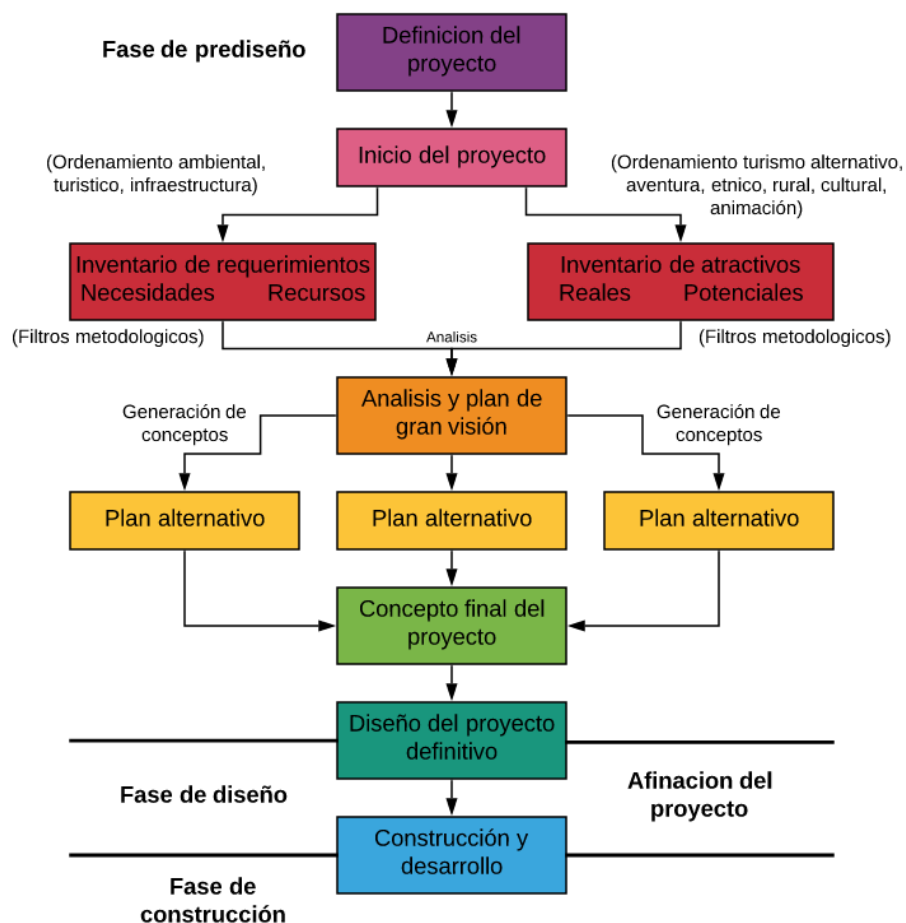 Fase de prediseño
Definicion del
proyecto
Inicio del proyecto
(Ordenamiento ambiental,
turistico, infraestructura)
(Ordenamiento turismo alternativo,
aventura, etnico, rural, cultural,
animación)
Inventario de requerimientos
Necesidades Recursos
Inventario de atractivos
Reales Potenciales
(Filtros metodologicos)
Analisis
(Filtros metodologicos)
Generación de
conceptos
Analisis y plan de
gran visión
Generación de
conceptos
Plan alternativo
Plan alternativo
Plan alternativo
Concepto final del
proyecto
Diseño del proyecto
definitivo
Fase de diseño
Afinacion del
proyecto
Construcción y
desarrollo
Fase de
construcción